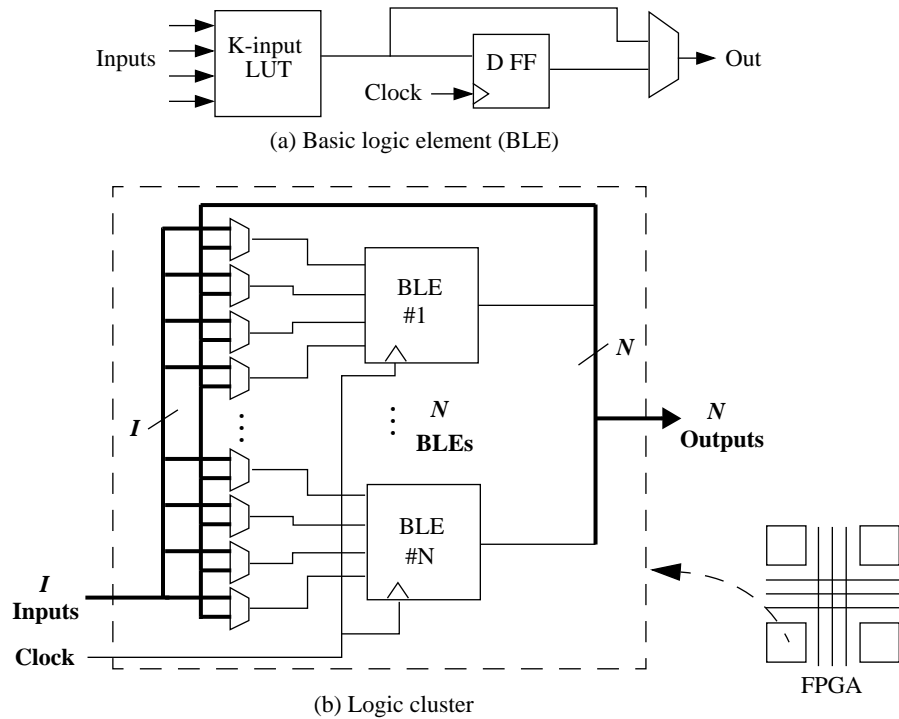 Inputs
K-input
LUT
D FF
Clock
Out
(a) Basic logic element (BLE)
BLE
#1
N
I
N
BLEs
N
Outputs
BLE
#N
I
Inputs
Clock
FPGA
(b) Logic cluster